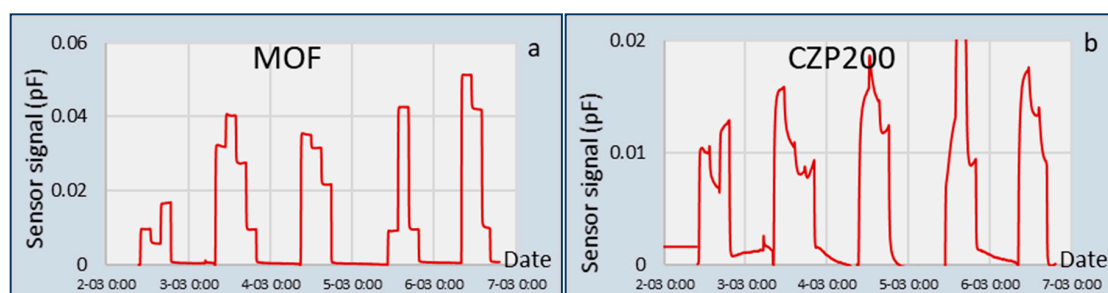 MOF
a
0.06
0.04
0.02
0
Sensor signal (pF)
Date
2-03 0:00 3-03 0:00 4-03 0:00 5-03 0:00 6-03 0:00 7-03 0:00
CZP200
b
0.02
0.01
0
Sensor signal (pF)
Date
2-03 0:00 3-03 0:00 4-03 0:00 5-03 0:00 6-03 0:00 7-03 0:00